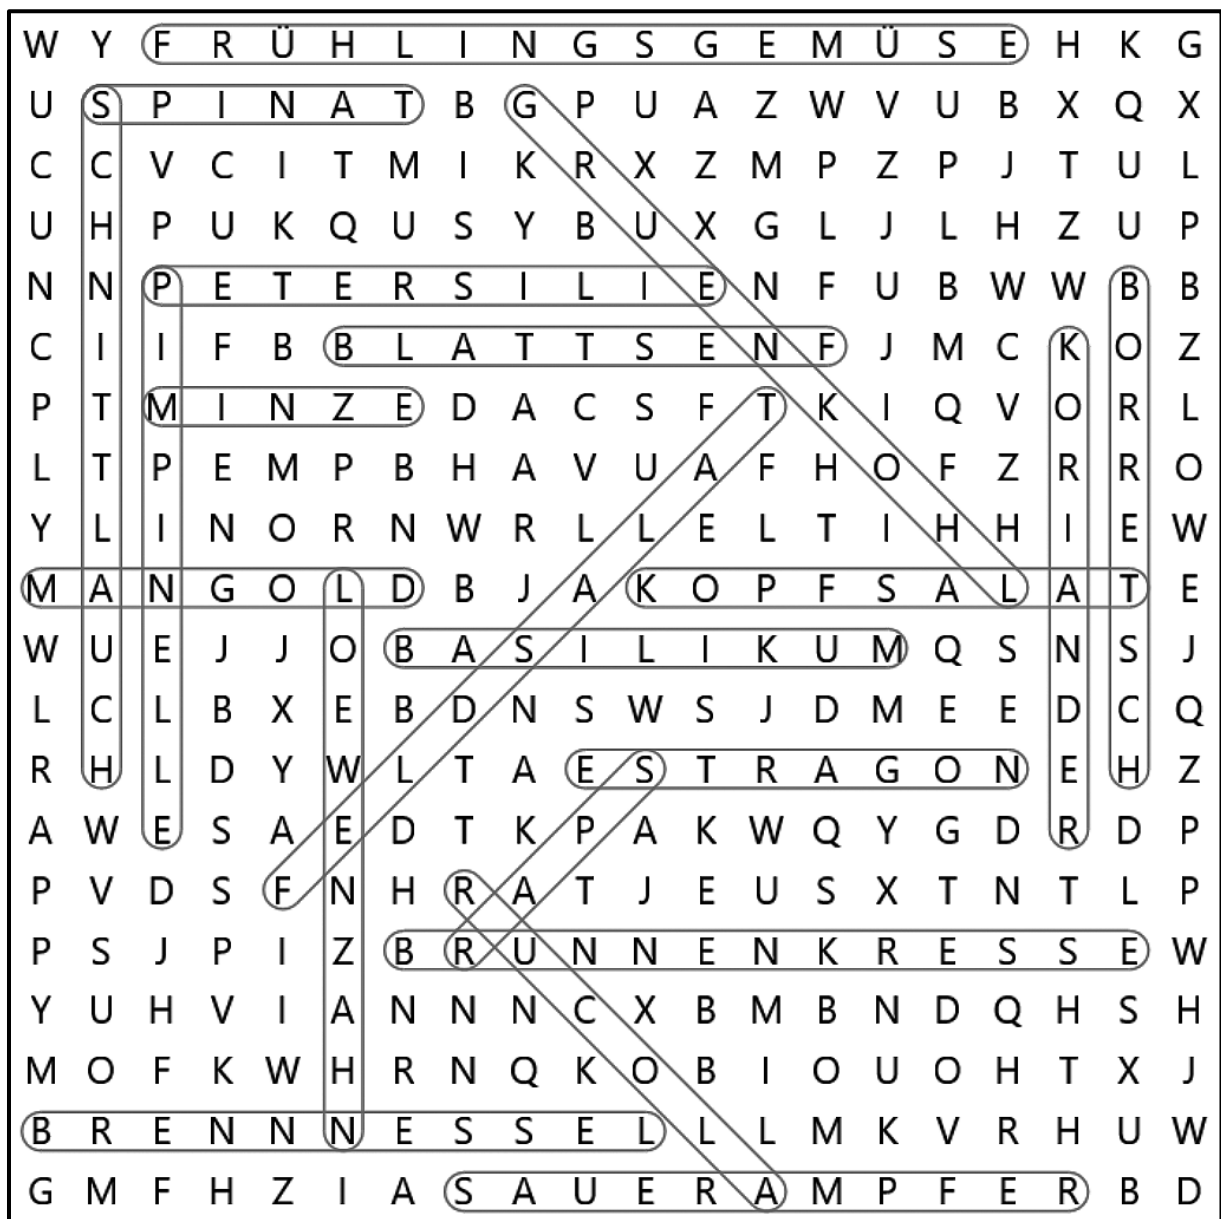 W Y F R Ü H L I N G S G E M Ü S E H K G
U S P I N A T B G P U A Z W V U B X Q X
C C V C I T M I K R X Z M P Z P J T U L
U H P U K Q U S Y B U X G L J L H Z U P
N N P E T E R S I L I E N F U B W W B B
C I I F B B L A T T S E N F J M C K O Z
P T M I N Z E D A C S F T K I Q V O R L
L T P E M P B H A V U A F H O F Z R R O
Y L I N O R N W R L L E L T I H H I E W
M A N G O L D B J A K O P F S A L A T E
W U E J J O B A S I L I K U M Q S N S J
L C L B X E B D N S W S J D M E E D C Q
R H L D Y W L T A E S T R A G O N E H Z
A W E S A E D T K P A K W Q Y G D R D P
P V D S F N H R A T J E U S X T N T L P
P S J P I Z B R U N N E N K R E S S E W
Y U H V I A N N N C X B M B N D Q H S H
M O F K W H R N Q K O B I O U O H T X J
B R E N N N E S S E L L L M K V R H U W
G M F H Z I A S A U E R A M P F E R B D